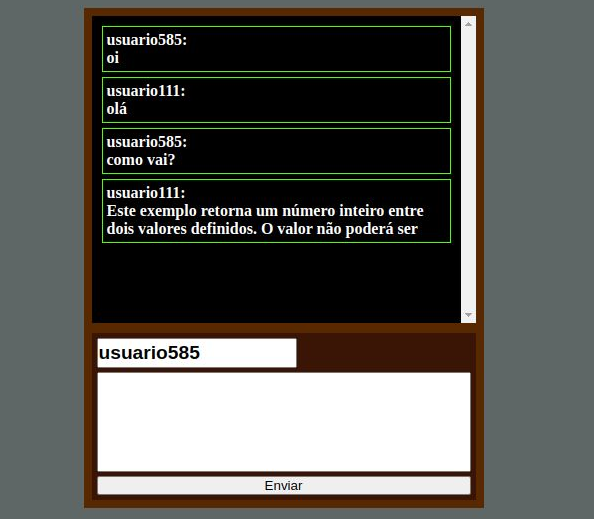 usuario585:
oi
usuario111:
olá
usuario585:
como vai?
usuario111:
Este exemplo retorna um número inteiro entre
dois valores definidos. O valor não poderá ser
usuario585
Enviar